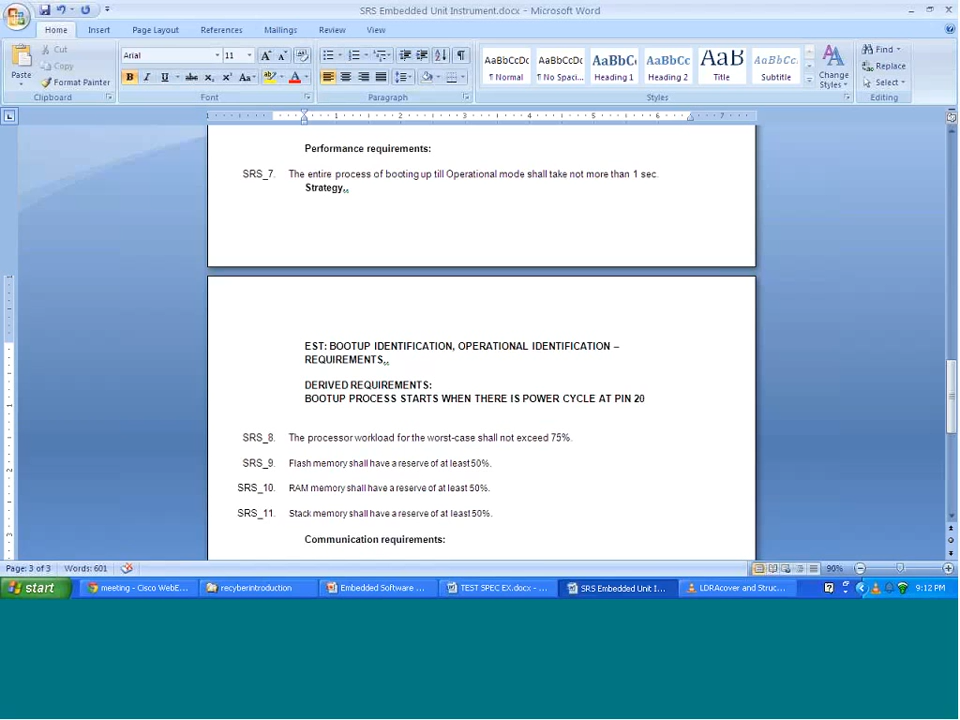 SRS Embedded Unit Instrument.docx - Microsoft Word
Home Insert Page Layout References Mailings Review View
Paste
Cut
Copy
Format Painter
Clipboard
Arial 11
Font
Paragraph
AaBbCcDc AaBbCcDc AaBbC AaBbCc AaB AaBbCc.
¶ Normal ¶ No Spaci... Heading 1 Heading 2 Title Subtitle
Change Styles
Styles
Find
Replace
Select
Editing
Performance requirements:
SRS_7. The entire process of booting up till Operational mode shall take not more than 1 sec.
Strategy,,
EST: BOOTUP IDENTIFICATION, OPERATIONAL IDENTIFICATION –
REQUIREMENTS,,
DERIVED REQUIREMENTS:
BOOTUP PROCESS STARTS WHEN THERE IS POWER CYCLE AT PIN 20
SRS_8. The processor workload for the worst-case shall not exceed 75%.
SRS_9. Flash memory shall have a reserve of at least 50%.
SRS_10. RAM memory shall have a reserve of at least 50%.
SRS_11. Stack memory shall have a reserve of at least 50%.
Communication requirements:
Page: 3 of 3 Words: 601 90%
start meeting - Cisco WebE... recyberintroduction Embedded Software ... TEST SPEC EX.docx - ... SRS Embedded Unit I... LDRAcover and Struc... 9:12 PM